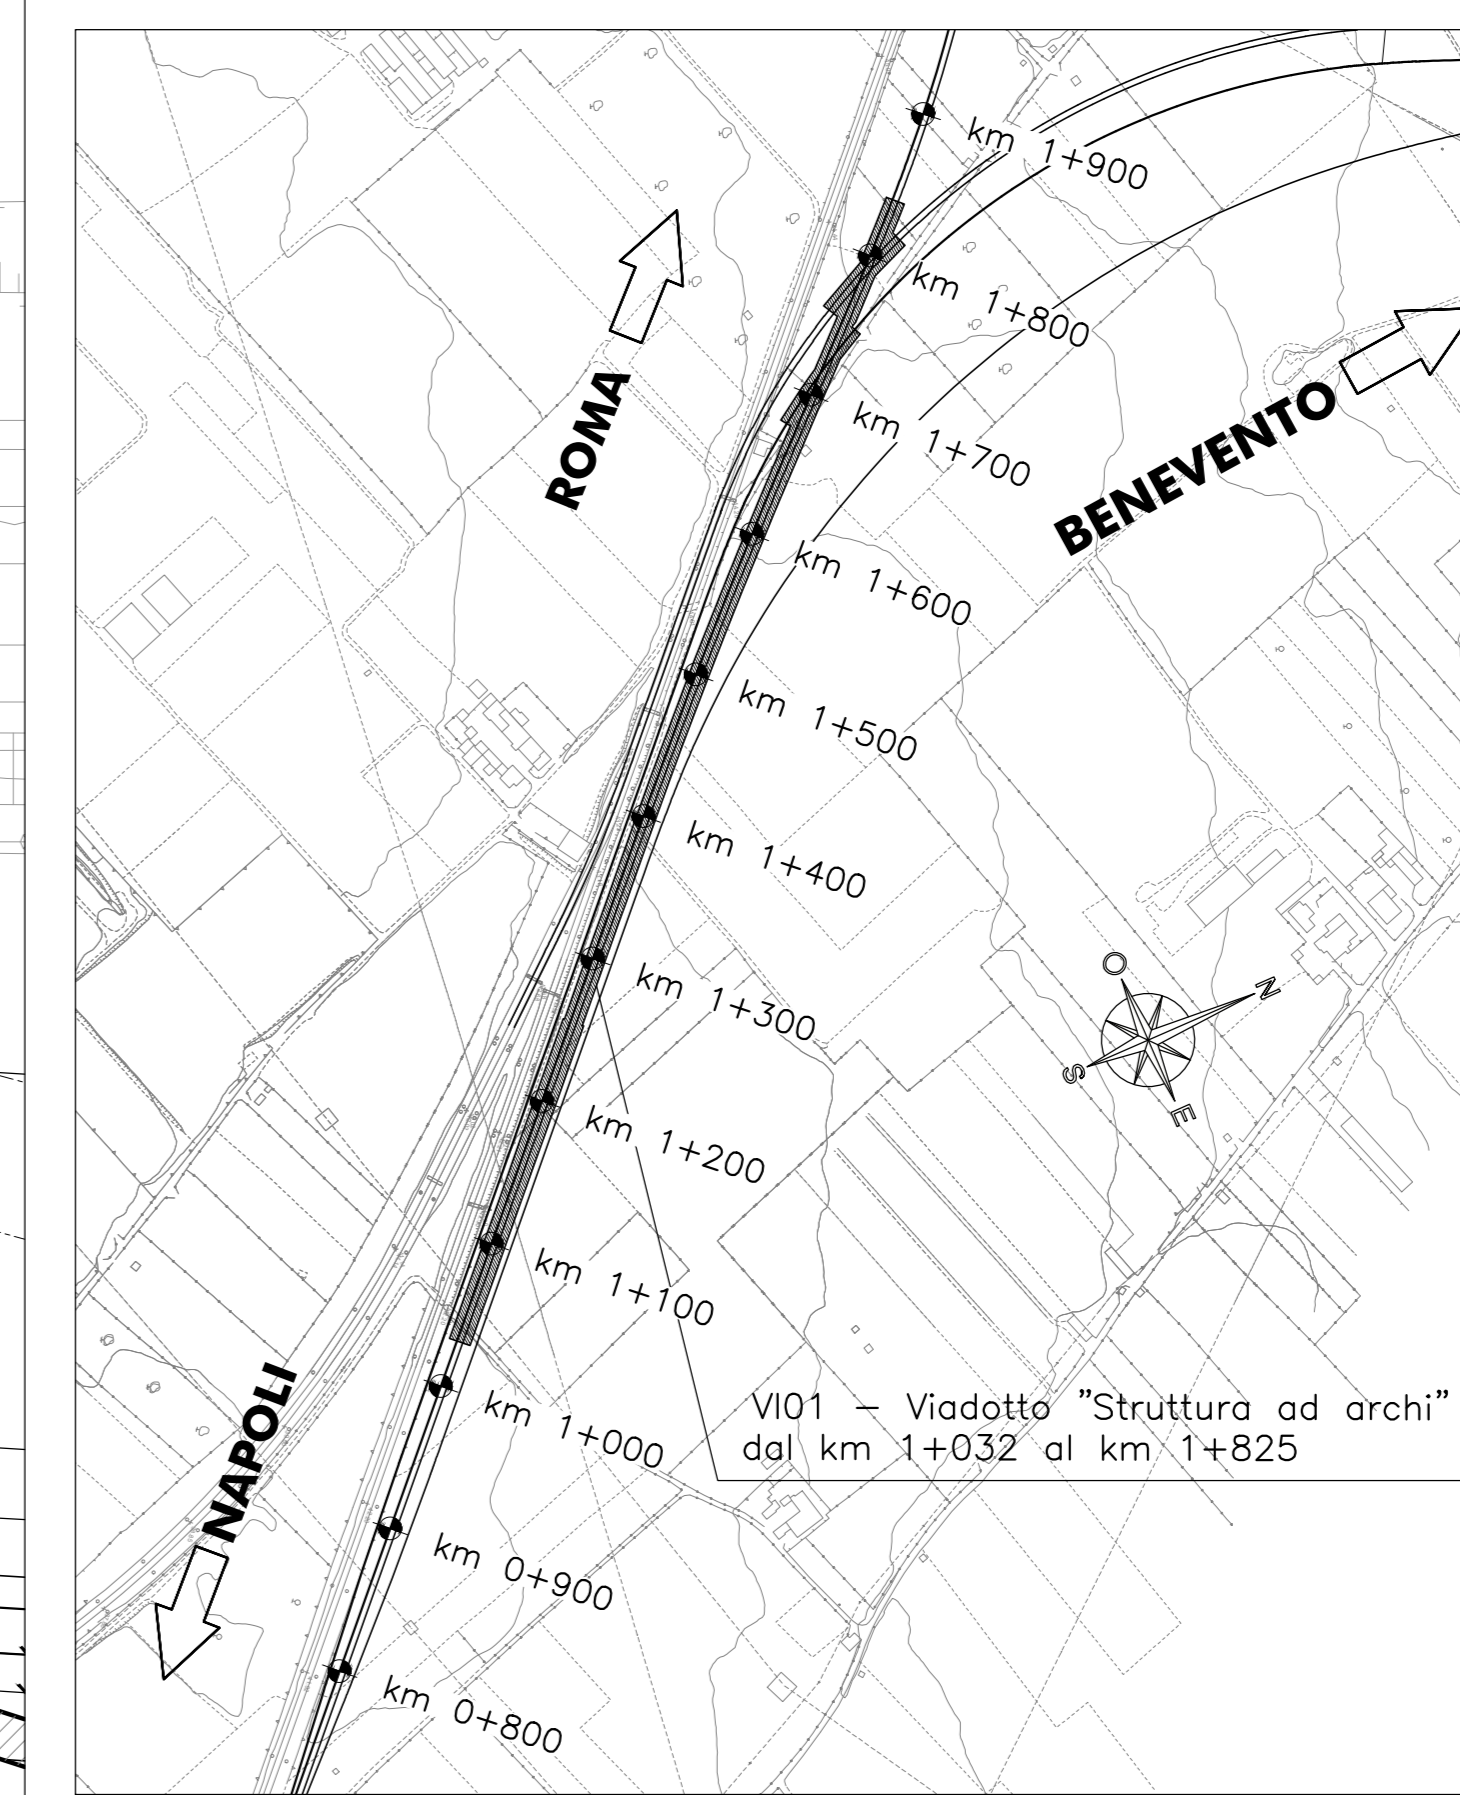 km 1+900
km 1+800
ROMA
BENEVENTO
km 1+700
km 1+600
km 1+500
km 1+400
O
N
km 1+300
S
E
km 1+200
km 1+100
NAPOLI
VI01 – Viadotto "Struttura ad archi"
dal km 1+032 al km 1+825
km 1+000
km 0+900
km 0+800